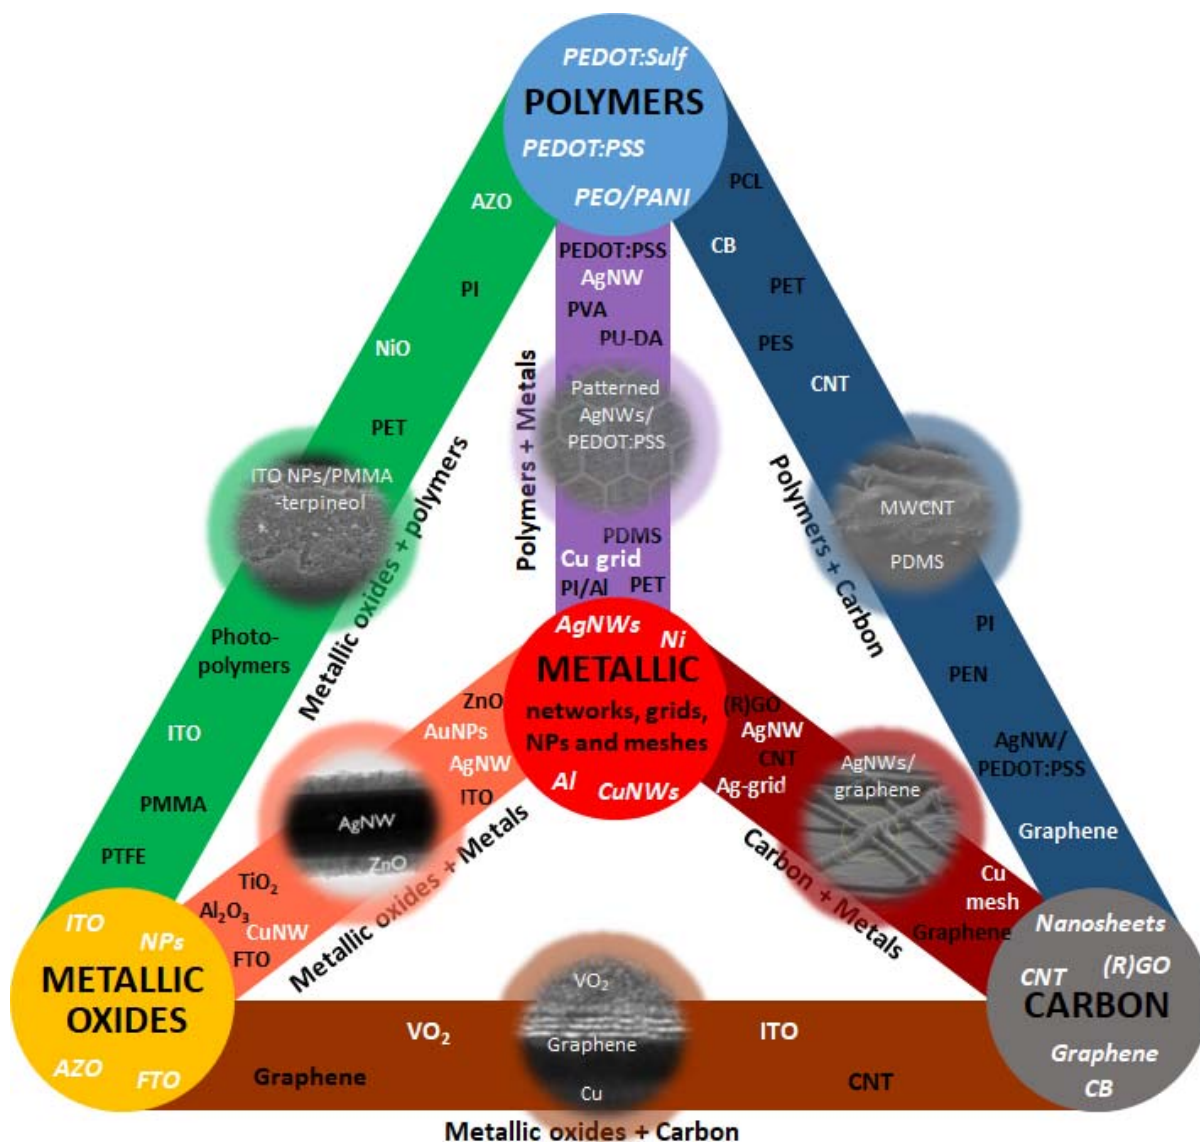 PEDOT:Sulf
POLYMERS
PEDOT:PSS
PEO/PANI
AZO
PI
NiO
PET
ITO NPs/PMMA
-terpineol
Metallic oxides + polymers
Photo-
polymers
ITO
PMMA
PTFE
PEDOT:PSS
AgNW
PVA
PU-DA
Polymers + Metals
Patterned
AgNWs/
PEDOT:PSS
PDMS
Cu grid
PI/Al
PET
PCL
CB
PET
PES
CNT
Polymers + Carbon
MWCNT
PDMS
PI
PEN
AgNW/
PEDOT:PSS
Graphene
AgNWs
Ni
METALLIC
networks, grids,
NPs and meshes
Al
CuNWs
ZnO
AuNPs
AgNW
ITO
AgNW
ZnO
Metallic oxides + Metals
TiO₂
Al₂O₃
CuNW
FTO
(R)GO
AgNW
CNT
Ag-grid
AgNWs/
graphene
Carbon + Metals
Cu
mesh
Graphene
ITO
NPs
METALLIC
OXIDES
AZO
FTO
VO₂
Graphene
VO₂
Graphene
Cu
ITO
CNT
Metallic oxides + Carbon
Nanosheets
CNT
(R)GO
CARBON
Graphene
CB